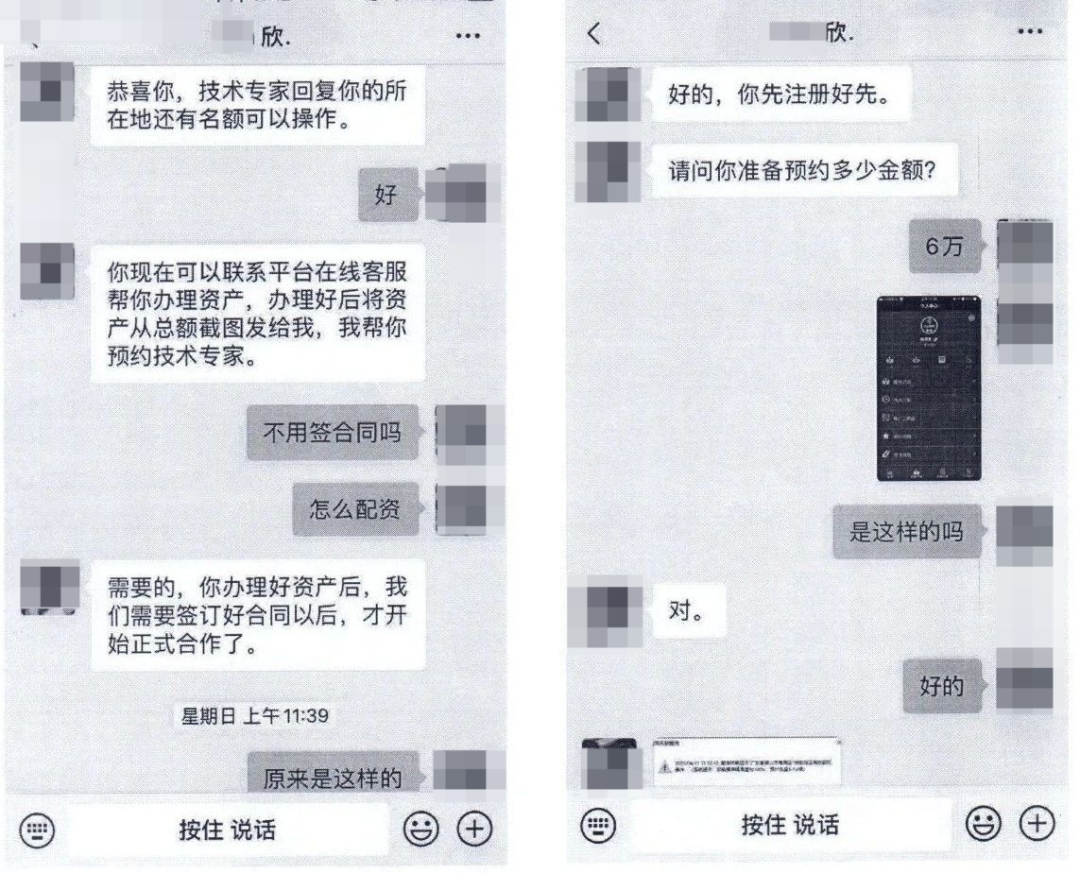 欣.
恭喜你，技术专家回复你的所
在地还有名额可以操作。
好
你现在可以联系平台在线客服
帮你办理资产，办理好后将资
产从总额截图发给我，我帮你
预约技术专家。
不用签合同吗
怎么配资
需要的，你办理好资产后，我
们需要签订好合同以后，才开
始正式合作了。
星期日 上午 11:39
原来是这样的
按住 说话
欣.
好的，你先注册好先。
请问你准备预约多少金额？
6万
是这样的吗
对。
好的
按住 说话